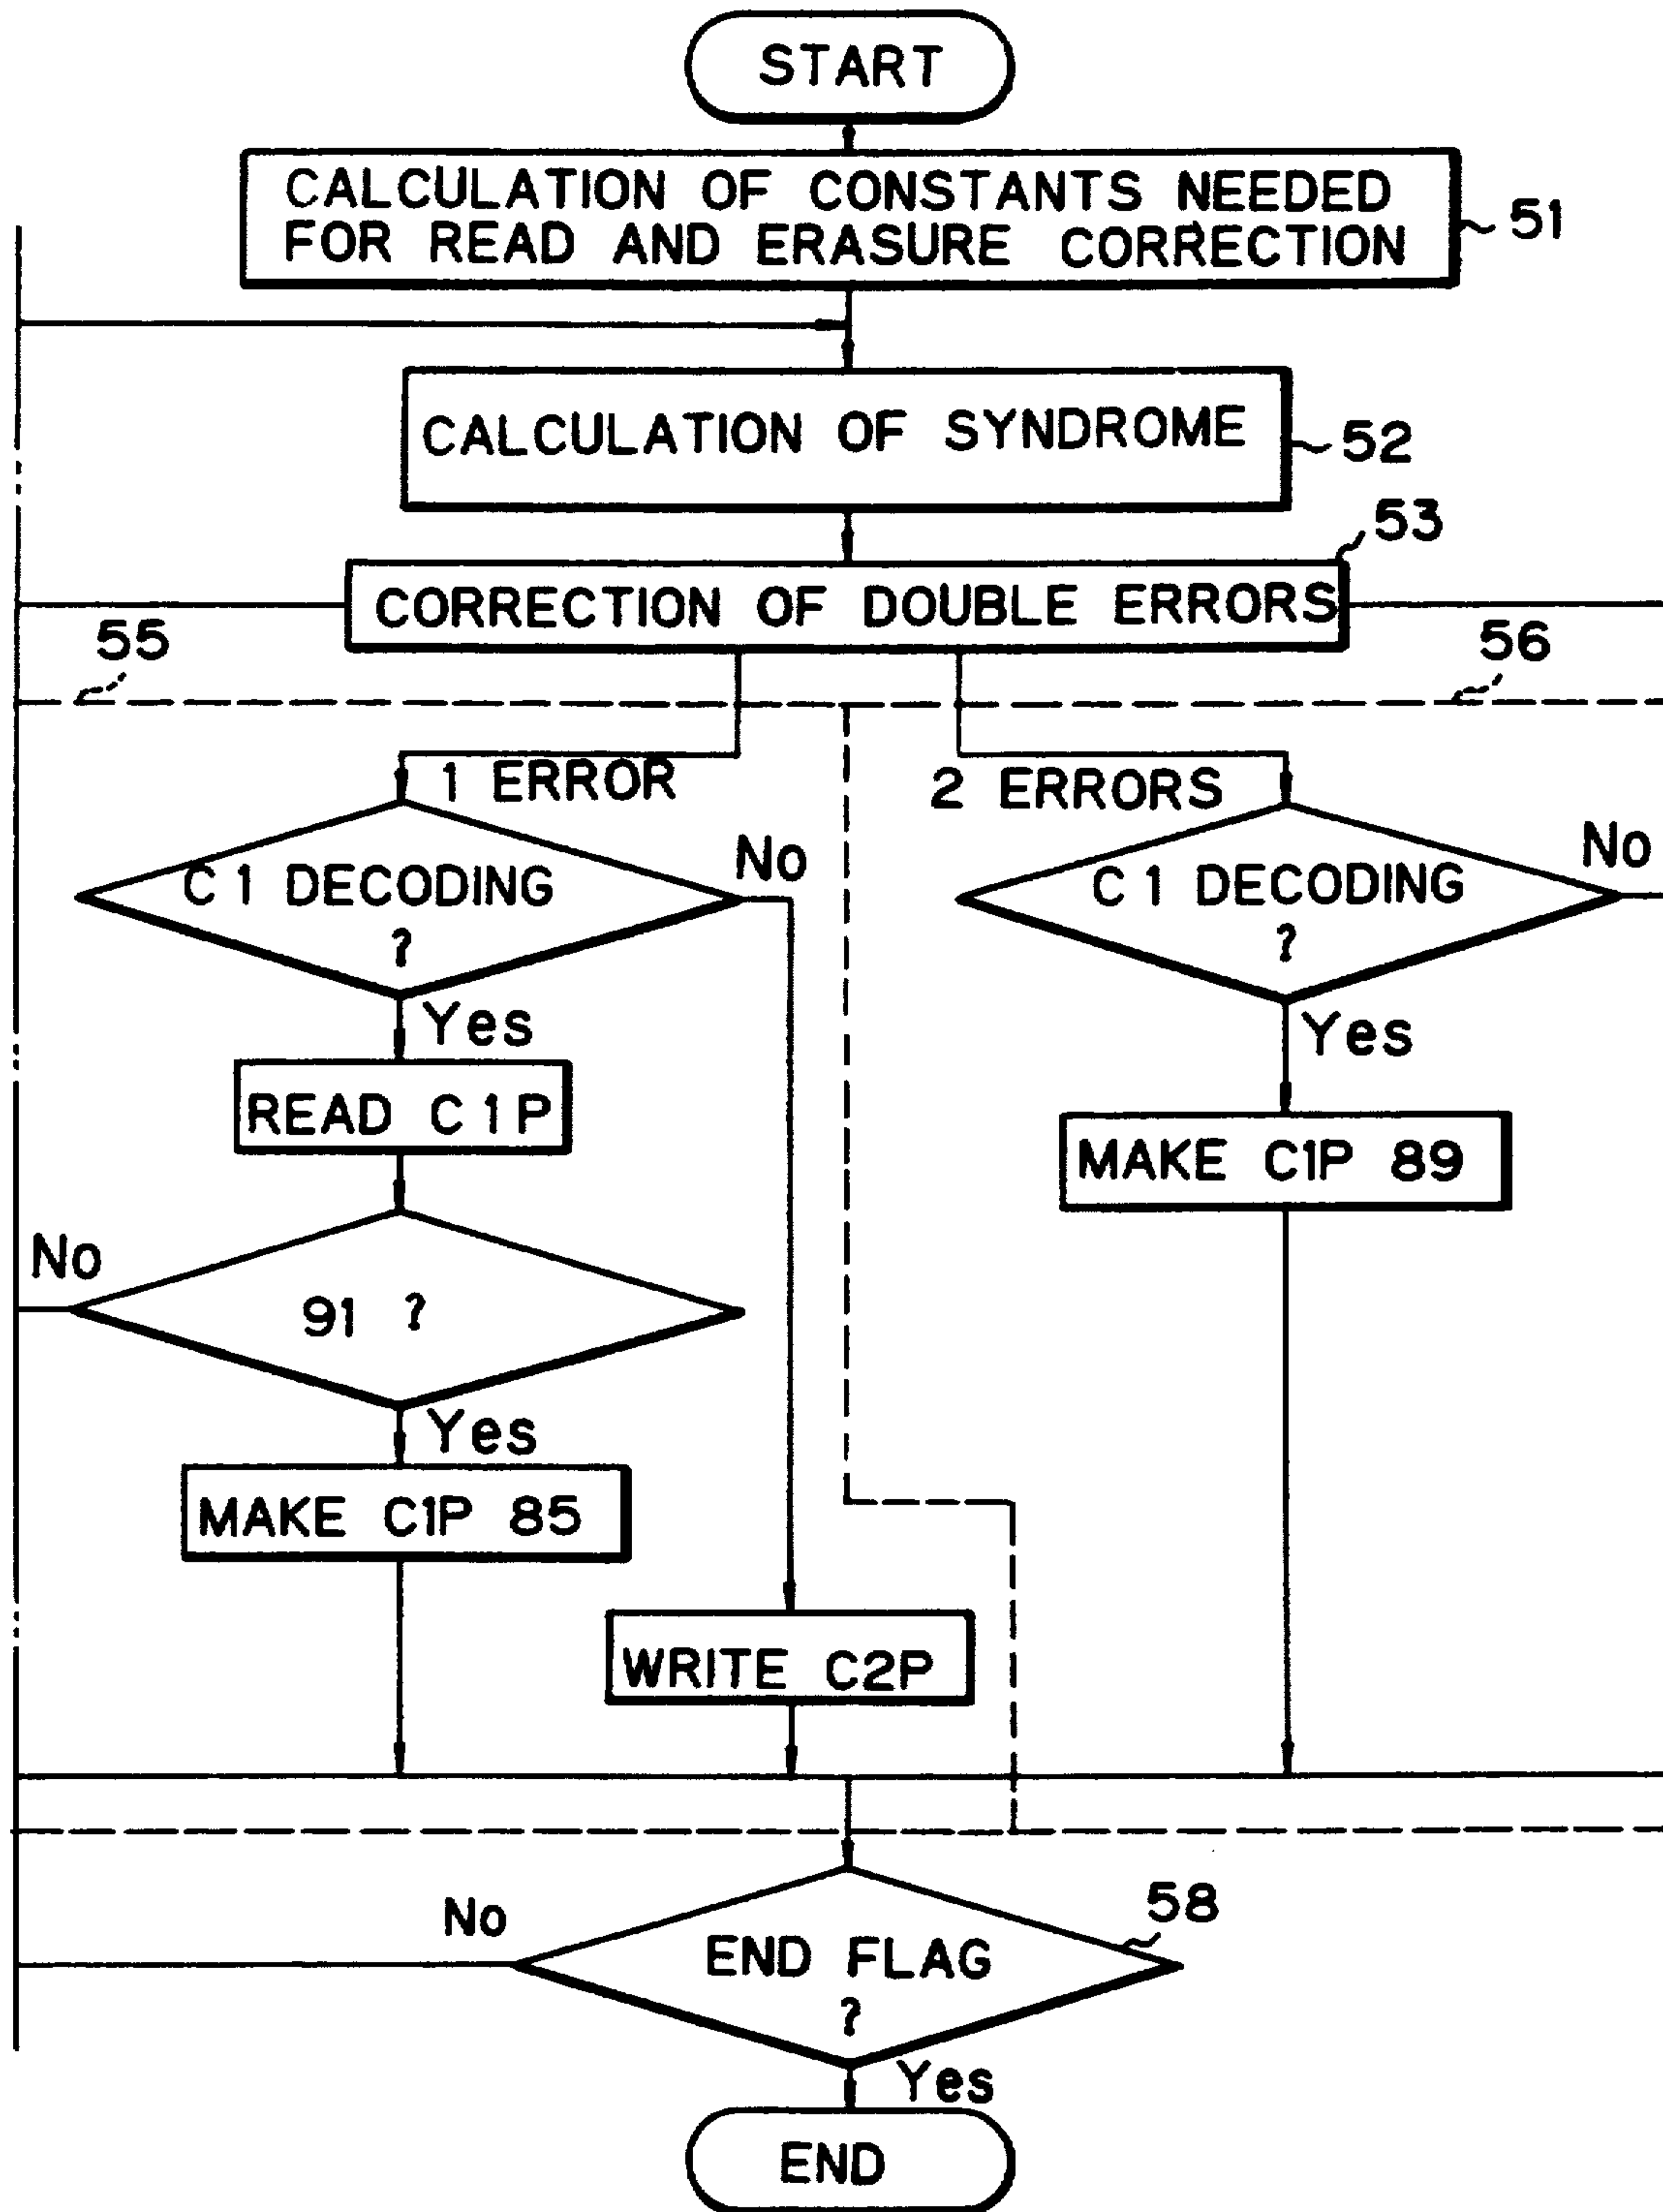 START
CALCULATION OF CONSTANTS NEEDED
FOR READ AND ERASURE CORRECTION
51
CALCULATION OF SYNDROME
52
53
CORRECTION OF DOUBLE ERRORS
55
56
1 ERROR
2 ERRORS
C1 DECODING
?
No
C1 DECODING
?
No
Yes
Yes
READ C1P
MAKE C1P 89
No
91 ?
Yes
MAKE C1P 85
WRITE C2P
58
No
END FLAG
?
Yes
END